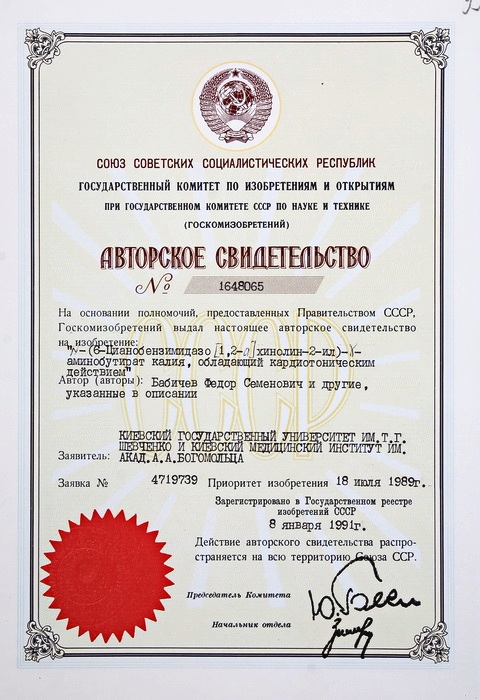 СОЮЗ СОВЕТСКИХ СОЦИАЛИСТИЧЕСКИХ РЕСПУБЛИК
ГОСУДАРСТВЕННЫЙ КОМИТЕТ ПО ИЗОБРЕТЕНИЯМ И ОТКРЫТИЯМ
ПРИ ГОСУДАРСТВЕННОМ КОМИТЕТЕ СССР ПО НАУКЕ И ТЕХНИКЕ
(ГОСКОМИЗОБРЕТЕНИЙ)
АВТОРСКОЕ СВИДЕТЕЛЬСТВО
№ 1648065
На основании полномочий, предоставленных Правительством СССР,
Госкомизобретений выдал настоящее авторское свидетельство
на изобретение:
"N-(6-Цианобензимидазо[1,2-a]хинолин-2-ил)-γ-
аминобутират калия, обладающий кардиотоническим
действием"
Автор (авторы): Бабичев Федор Семенович и другие,
указанные в описании
КИЕВСКИЙ ГОСУДАРСТВЕННЫЙ УНИВЕРСИТЕТ ИМ.Т.Г.
ШЕВЧЕНКО И КИЕВСКИЙ МЕДИЦИНСКИЙ ИНСТИТУТ ИМ.
Заявитель: АКАД.А.А.БОГОМОЛЬЦА
Заявка № 4719739 Приоритет изобретения 18 июля 1989г.
Зарегистрировано в Государственном реестре
изобретений СССР
8 января 1991г.
Действие авторского свидетельства распро-
страняется на всю территорию Союза ССР.
Председатель Комитета
Начальник отдела